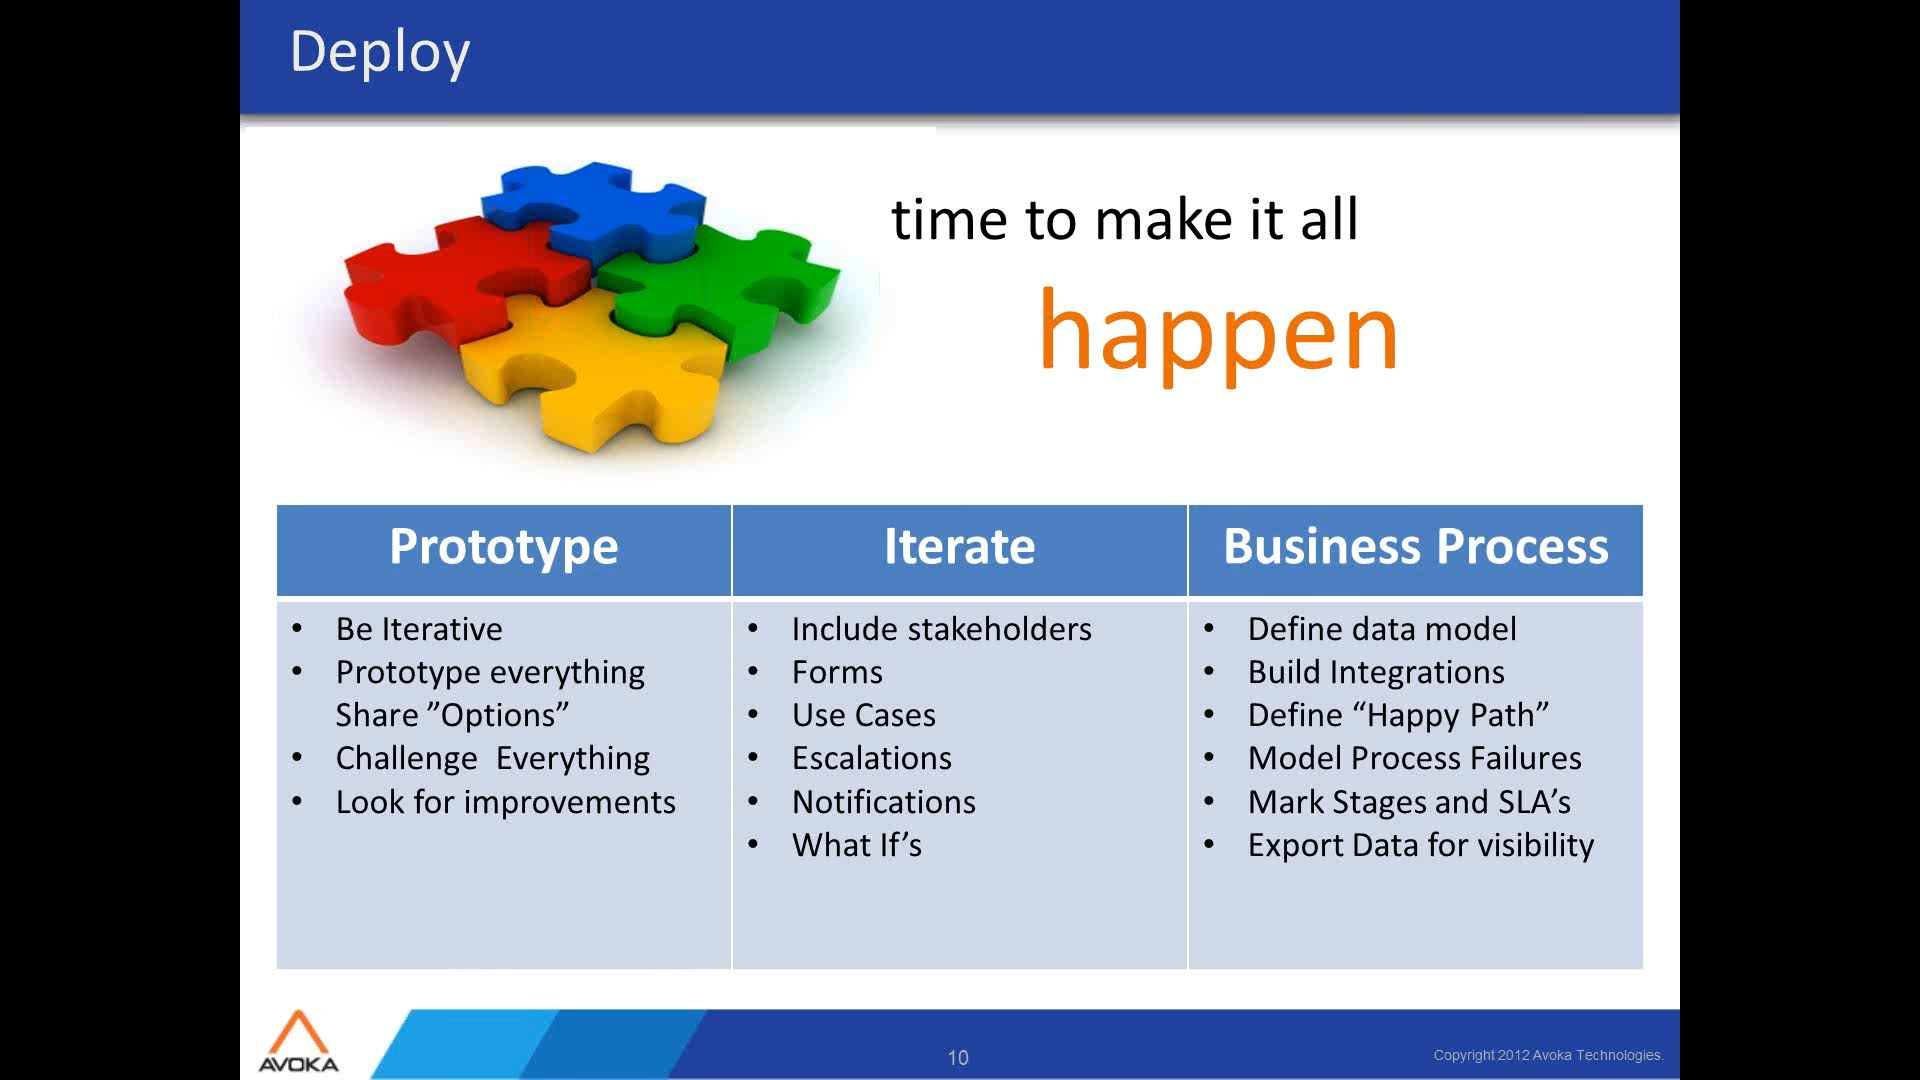 Deploy
time to make it all
happen
Prototype
• Be Iterative
• Prototype everything
Share ”Options”
• Challenge  Everything
• Look for improvements
Iterate
• Include stakeholders
• Forms
• Use Cases
• Escalations
• Notifications
• What If’s
Business Process
• Define data model
• Build Integrations
• Define “Happy Path”
• Model Process Failures
• Mark Stages and SLA’s
• Export Data for visibility
AVOKA
10
Copyright 2012 Avoka Technologies.